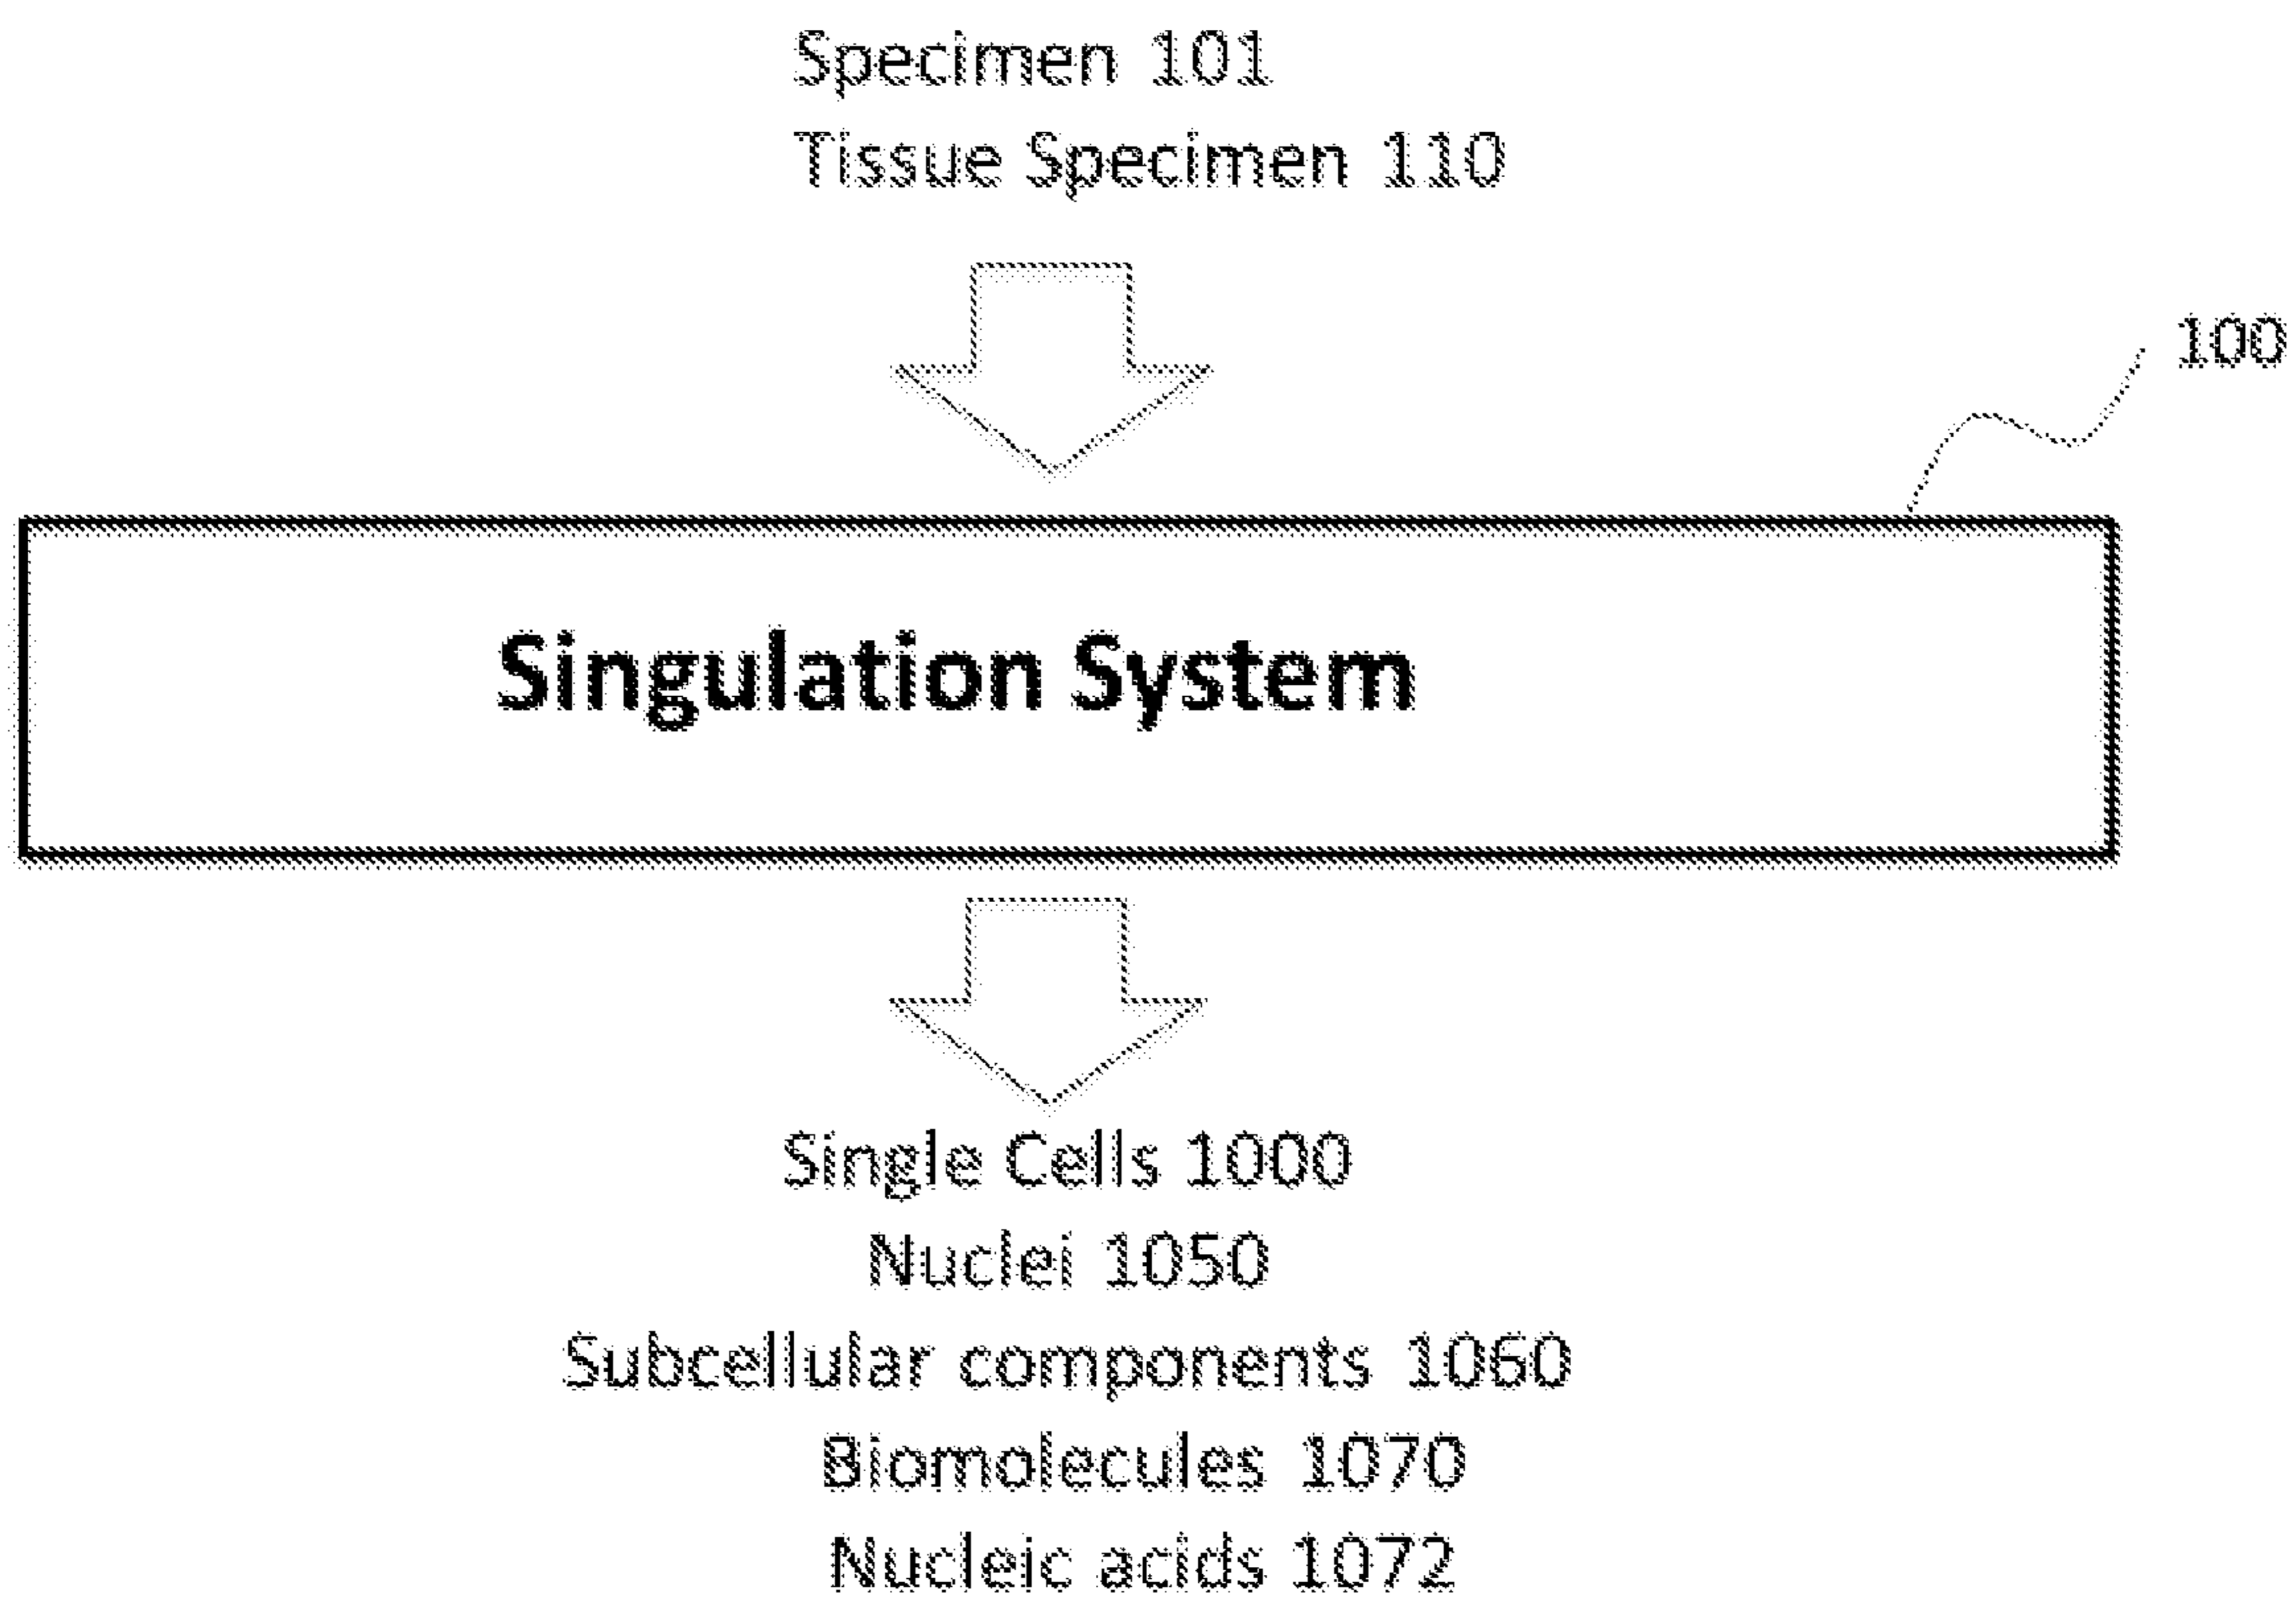 Specimen 101
Tissue Specimen 110
100
Singulation System
Single Cells 1000
Nuclei 1050
Subcellular components 1060
Biomolecules 1070
Nucleic acids 1072